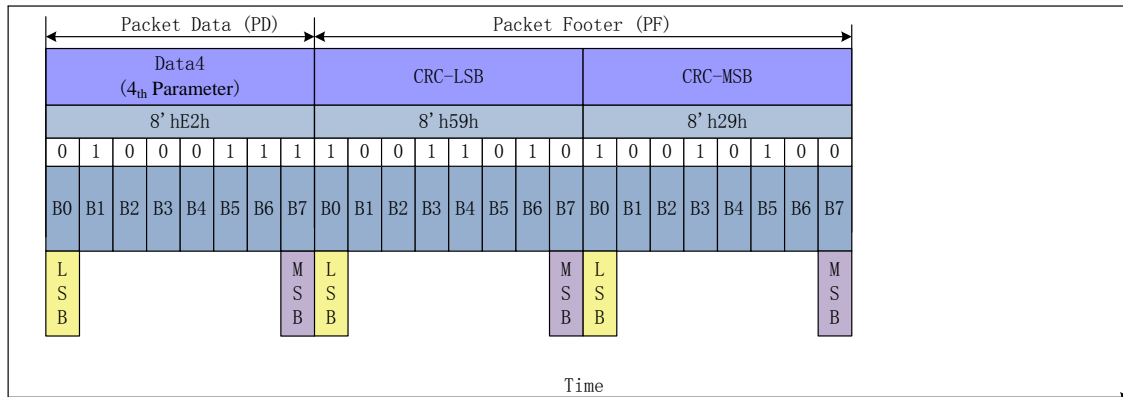 Packet Data (PD) Packet Footer (PF)
Data4 CRC-LSB CRC-MSB
(4th Parameter)
8'hE2h 8'h59h 8'h29h
0 1 0 0 0 1 1 1 1 0 0 1 1 0 1 0 1 0 0 1 0 1 0 0
B0 B1 B2 B3 B4 B5 B6 B7 B0 B1 B2 B3 B4 B5 B6 B7 B0 B1 B2 B3 B4 B5 B6 B7
L M L M L M
S S S S S S
B B B B B B
Time